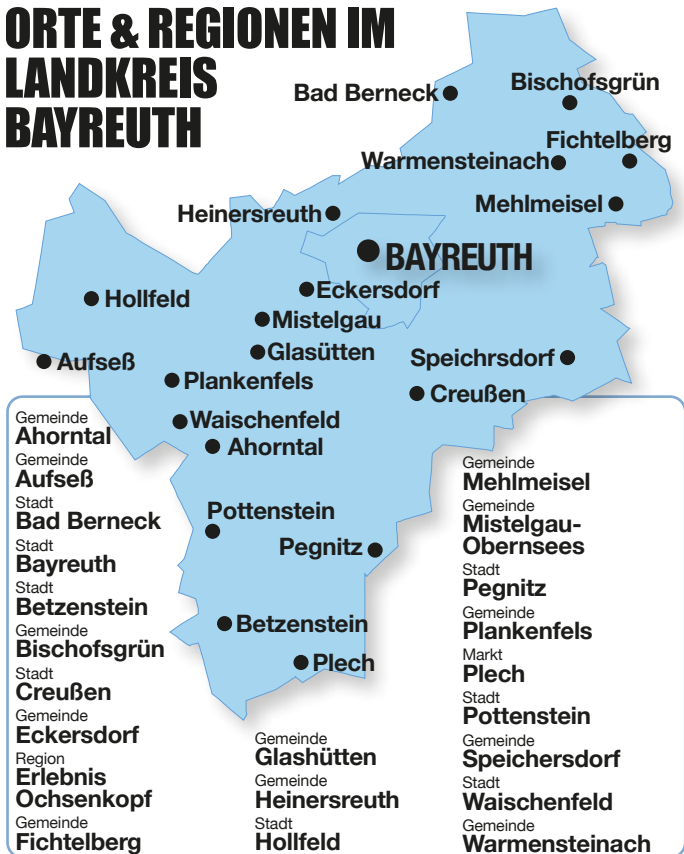 ORTE & REGIONEN IM
LANDKREIS
BAYREUTH
Bad Berneck
Bischofsgrün
Fichtelberg
Warmensteinach
Mehlmeisel
Heinersreuth
BAYREUTH
Eckersdorf
Hollfeld
Mistelgau
Glasütten
Speichrsdorf
Aufseß
Plankenfels
Creußen
Waischenfeld
Ahorntal
Pottenstein
Pegnitz
Betzenstein
Plech
Gemeinde
Ahorntal
Gemeinde
Aufseß
Stadt
Bad Berneck
Stadt
Bayreuth
Stadt
Betzenstein
Gemeinde
Bischofsgrün
Stadt
Creußen
Gemeinde
Eckersdorf
Region
Erlebnis
Ochsenkopf
Gemeinde
Fichtelberg
Gemeinde
Glashütten
Gemeinde
Heinersreuth
Stadt
Hollfeld
Gemeinde
Mehlmeisel
Gemeinde
Mistelgau-
Obernsees
Stadt
Pegnitz
Gemeinde
Plankenfels
Markt
Plech
Stadt
Pottenstein
Gemeinde
Speichersdorf
Stadt
Waischenfeld
Gemeinde
Warmensteinach